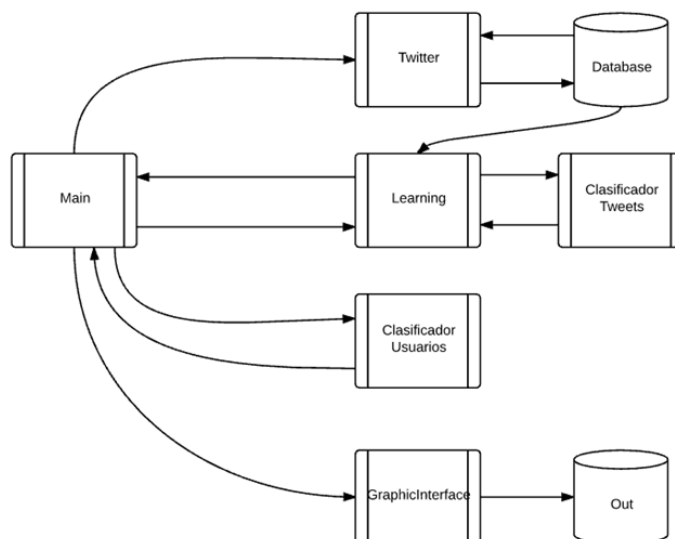 Twitter
Database
Main
Learning
Clasificador
Tweets
Clasificador
Usuarios
GraphicInterface
Out